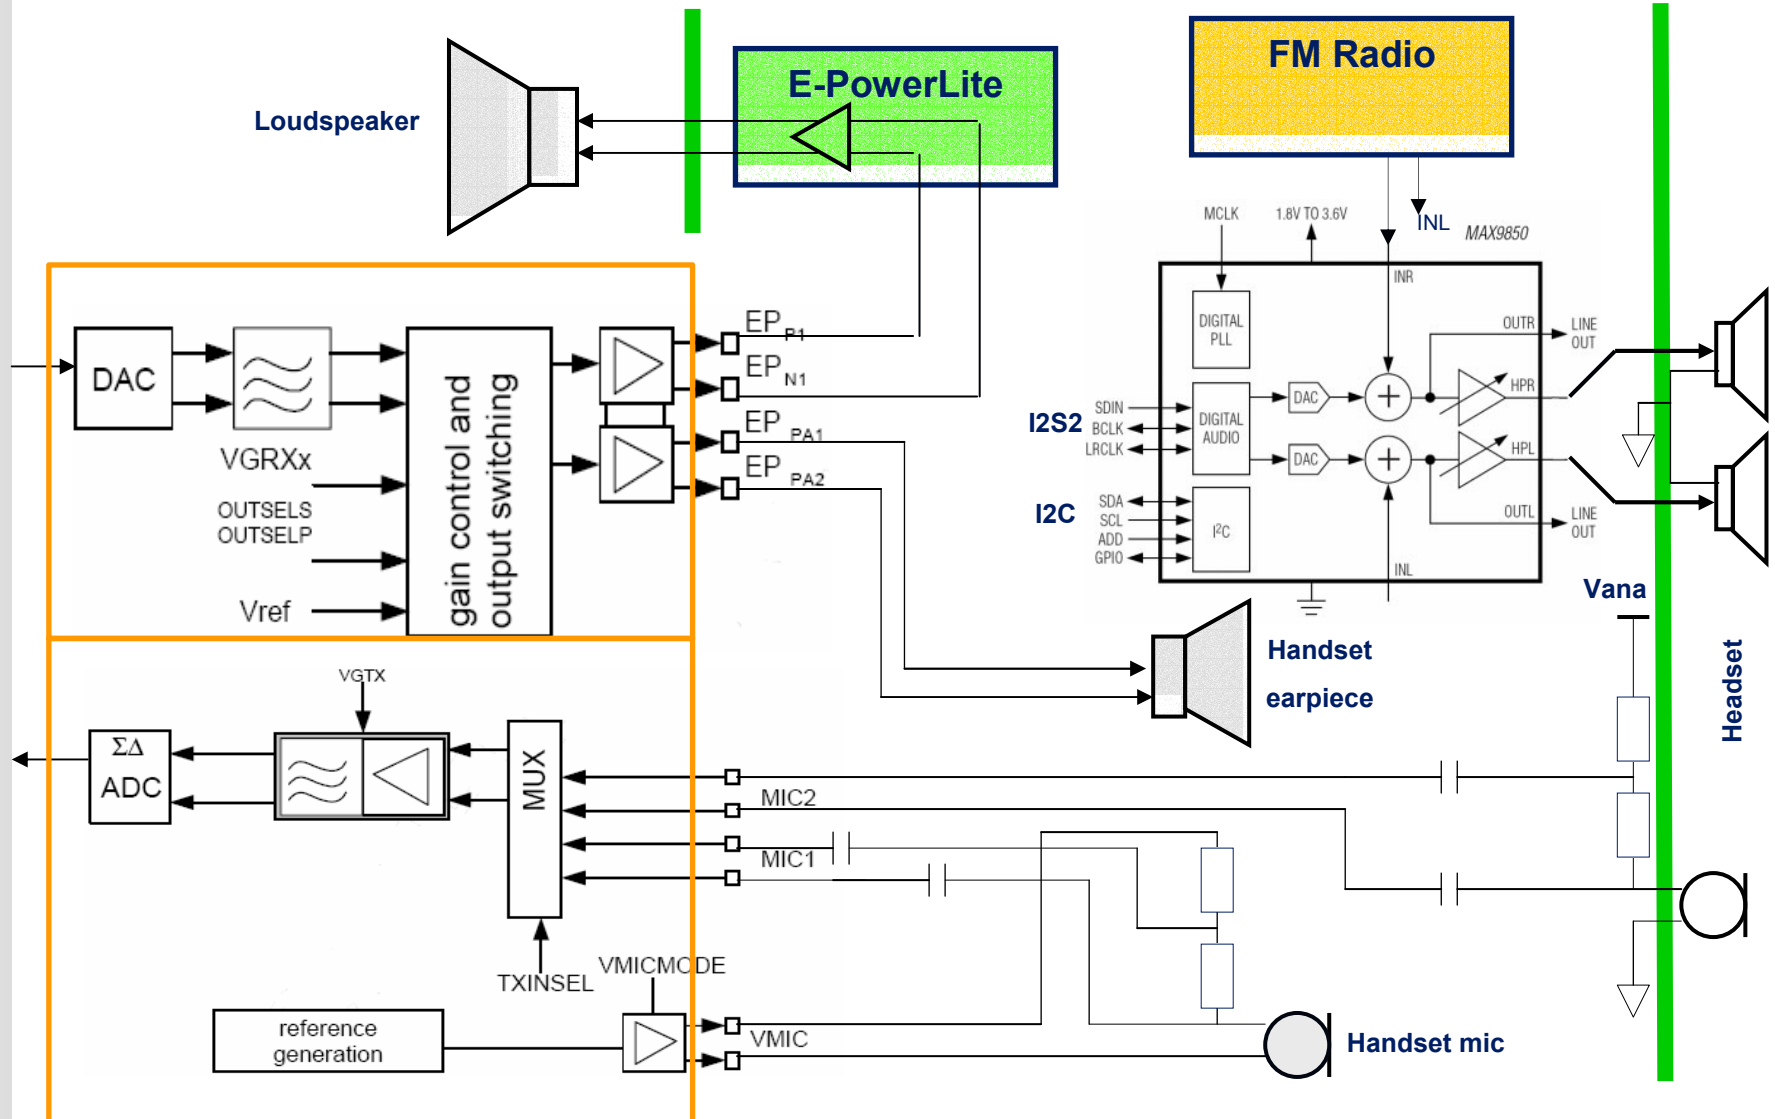 FM Radio
E-PowerLite
Loudspeaker
MCLK
1.8V TO 3.6V
INL
MAX9850
INR
DIGITAL
PLL
OUTR
LINE
OUT
EP P1
EP N1
EP PA1
EP PA2
DAC
gain control and
output switching
VGRXx
OUTSELS
OUTSELP
Vref
HPR
DAC
I2S2
SDIN
BCLK
LRCLK
DIGITAL
AUDIO
DAC
HPL
I2C
SDA
SCL
ADD
GPIO
I²C
OUTL
LINE
OUT
INL
Vana
Handset
earpiece
Headset
VGTX
ΣΔ
ADC
MUX
MIC2
MIC1
TXINSEL
VMICMODE
reference
generation
VMIC
Handset mic